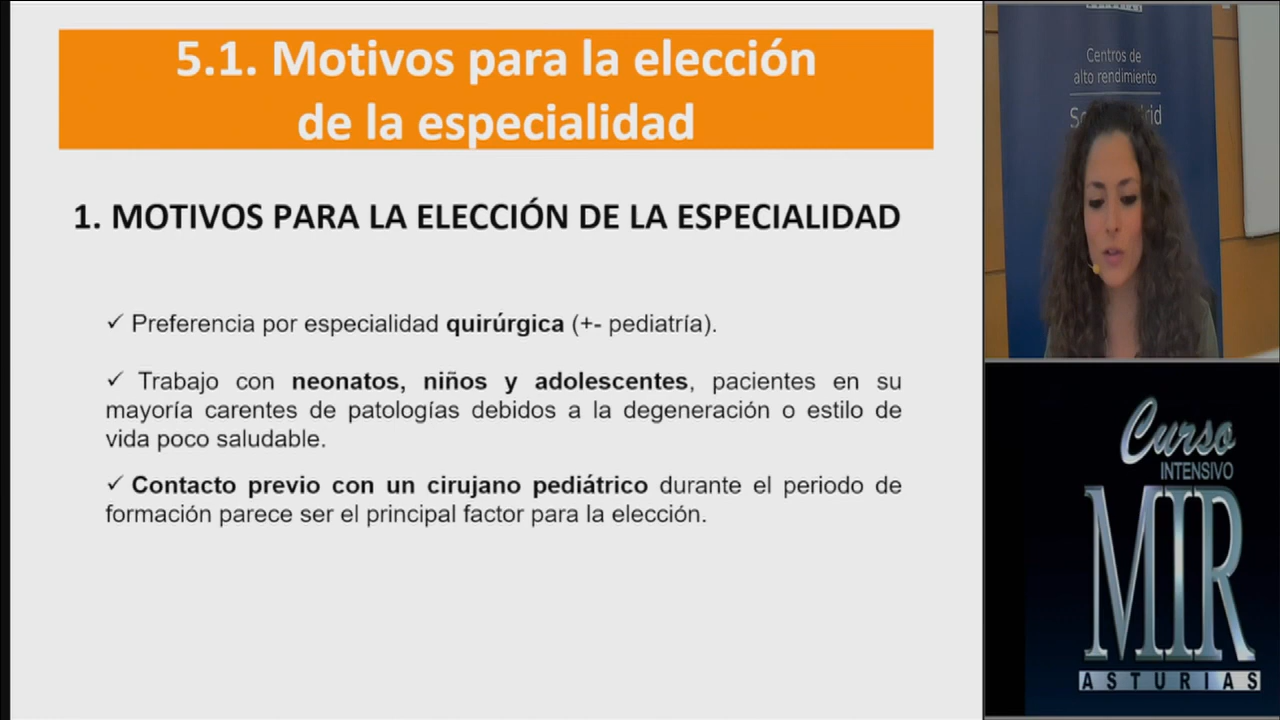 5.1. Motivos para la elección
de la especialidad
1. MOTIVOS PARA LA ELECCIÓN DE LA ESPECIALIDAD
✓ Preferencia por especialidad quirúrgica (+- pediatría).
✓ Trabajo con neonatos, niños y adolescentes, pacientes en su
mayoría carentes de patologías debidos a la degeneración o estilo de
vida poco saludable.
✓ Contacto previo con un cirujano pediátrico durante el periodo de
formación parece ser el principal factor para la elección.
Centros de
alto rendimiento
Curso
INTENSIVO
MIR
ASTURIAS